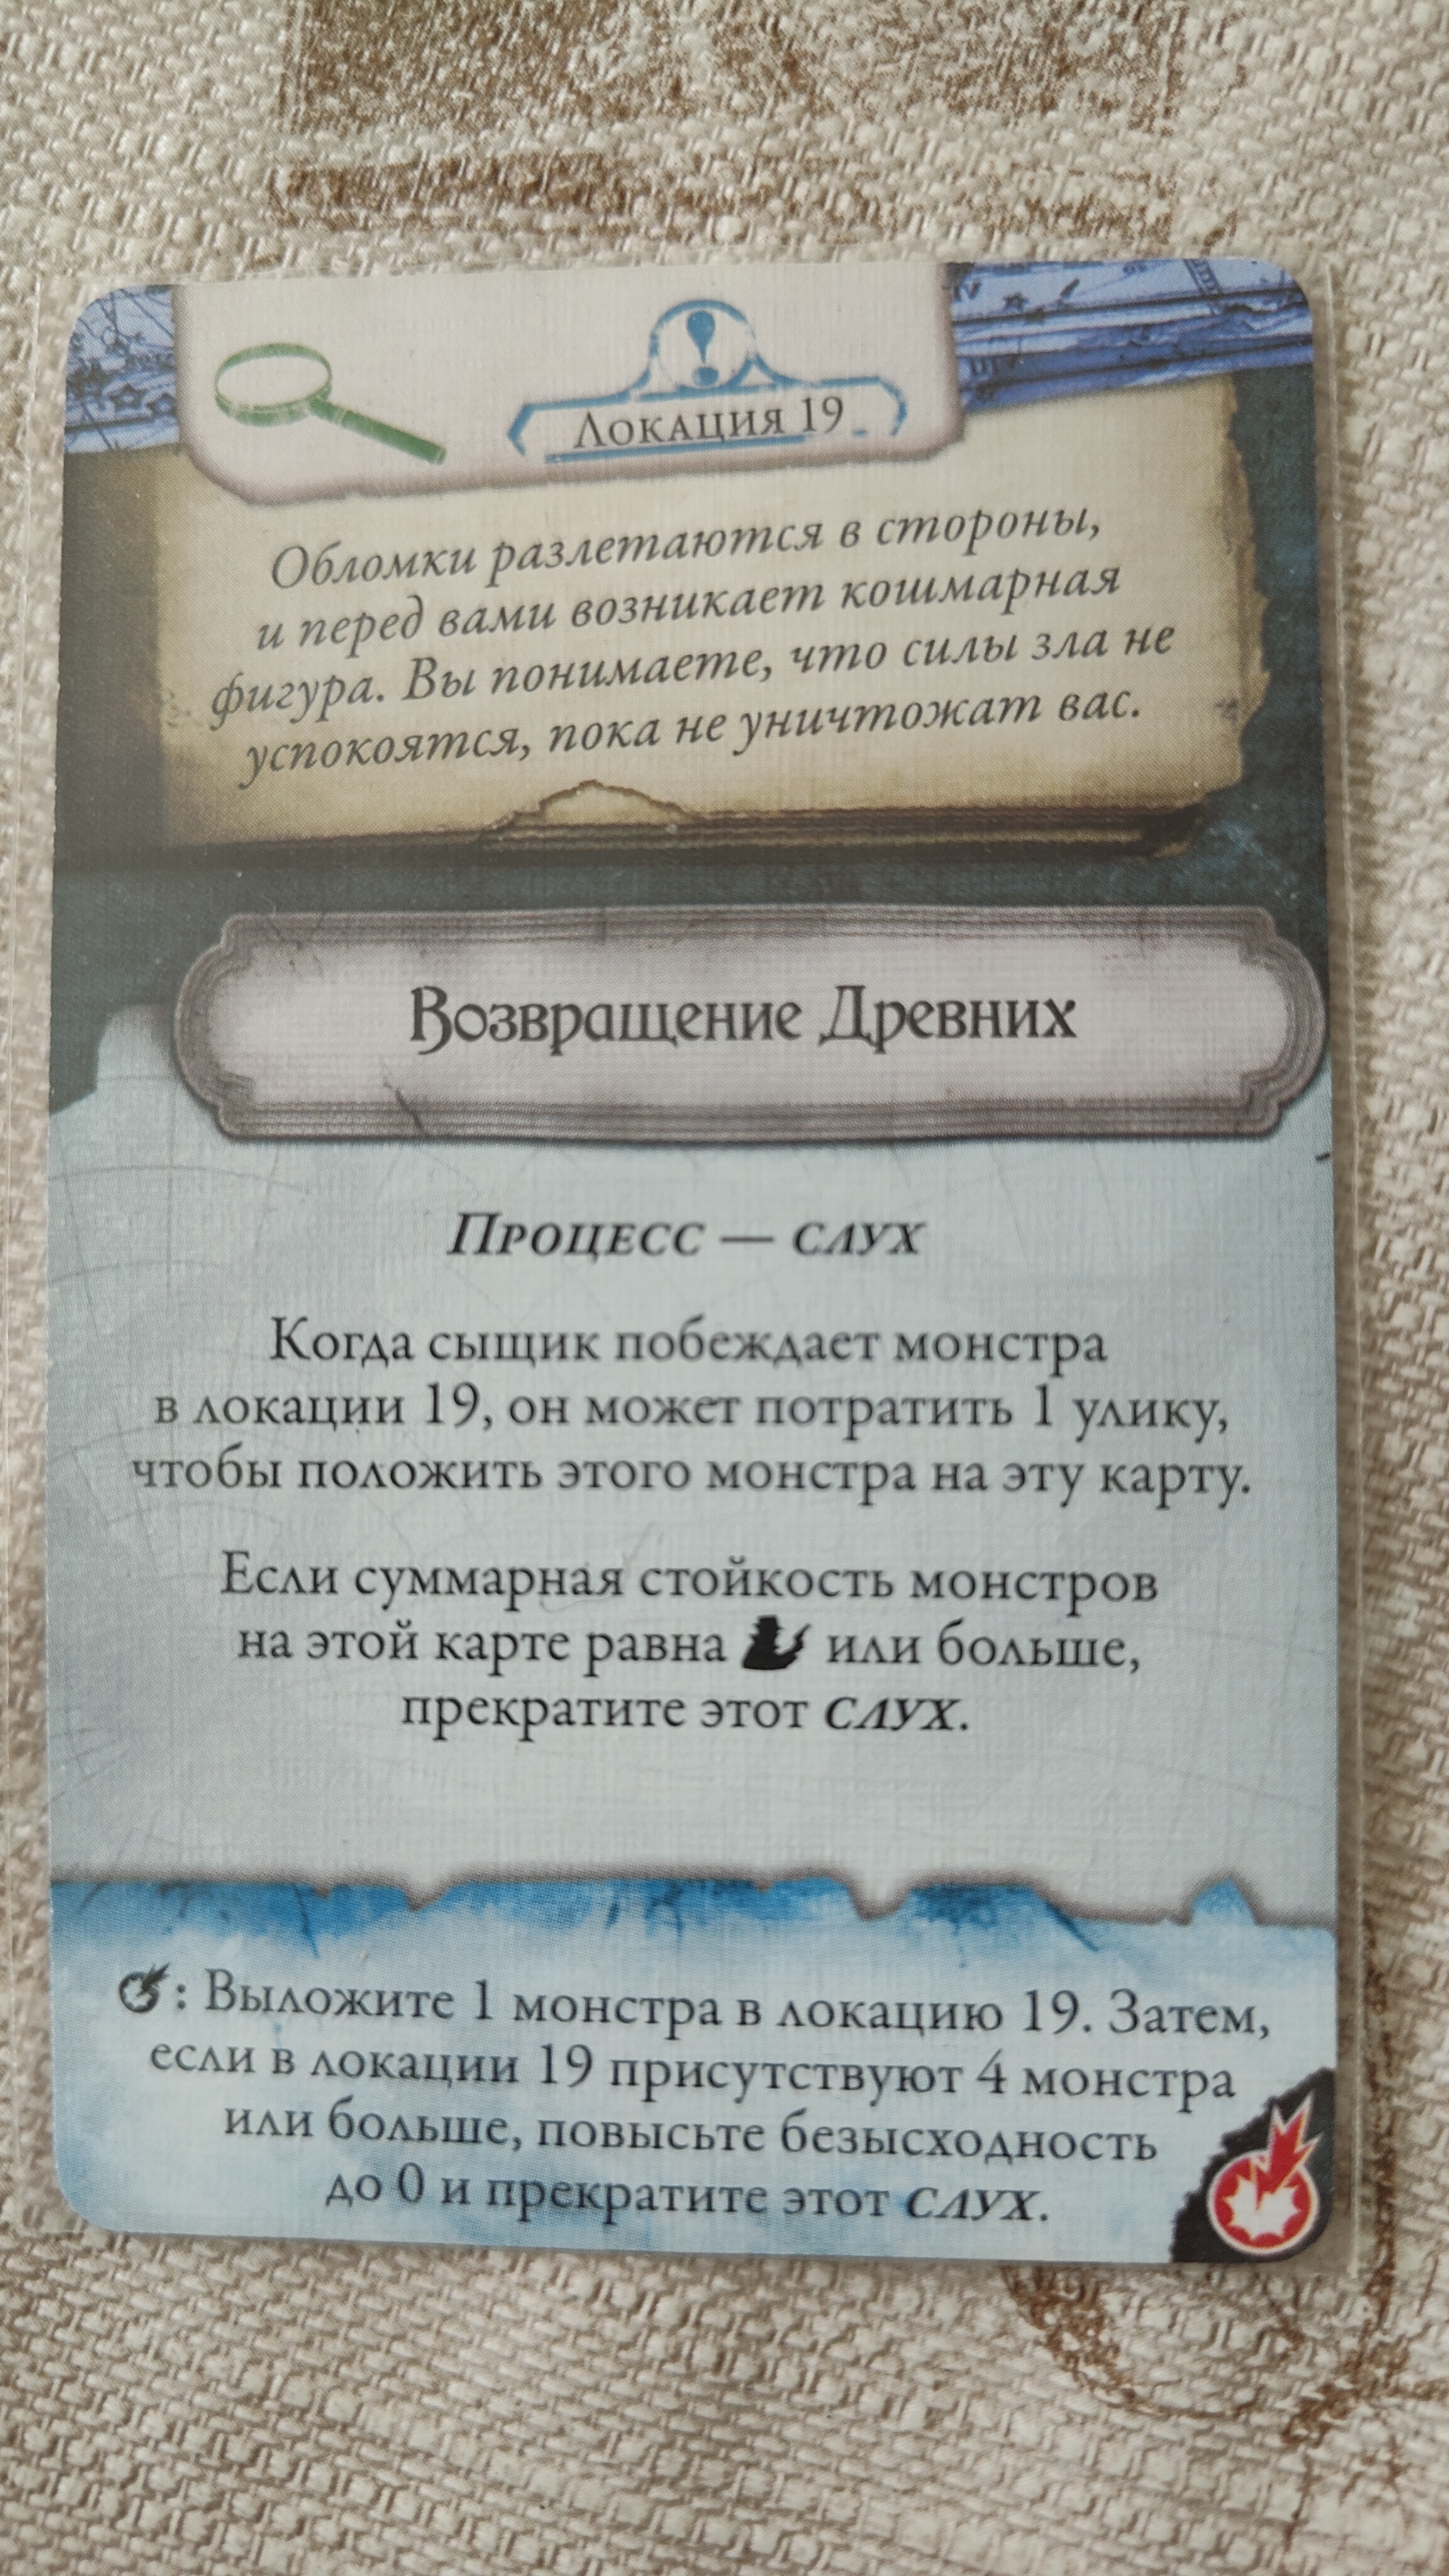 Локация 19
Обломки разлетаются в стороны,
и перед вами возникает кошмарная
фигура. Вы понимаете, что силы зла не
успокоятся, пока не уничтожат вас.
Возвращение Древних
Процесс — слух
Когда сыщик побеждает монстра
в локации 19, он может потратить 1 улику,
чтобы положить этого монстра на эту карту.
Если суммарная стойкость монстров
на этой карте равна или больше,
прекратите этот слух.
: Выложите 1 монстра в локацию 19. Затем,
если в локации 19 присутствуют 4 монстра
или больше, повысьте безысходность
до 0 и прекратите этот слух.